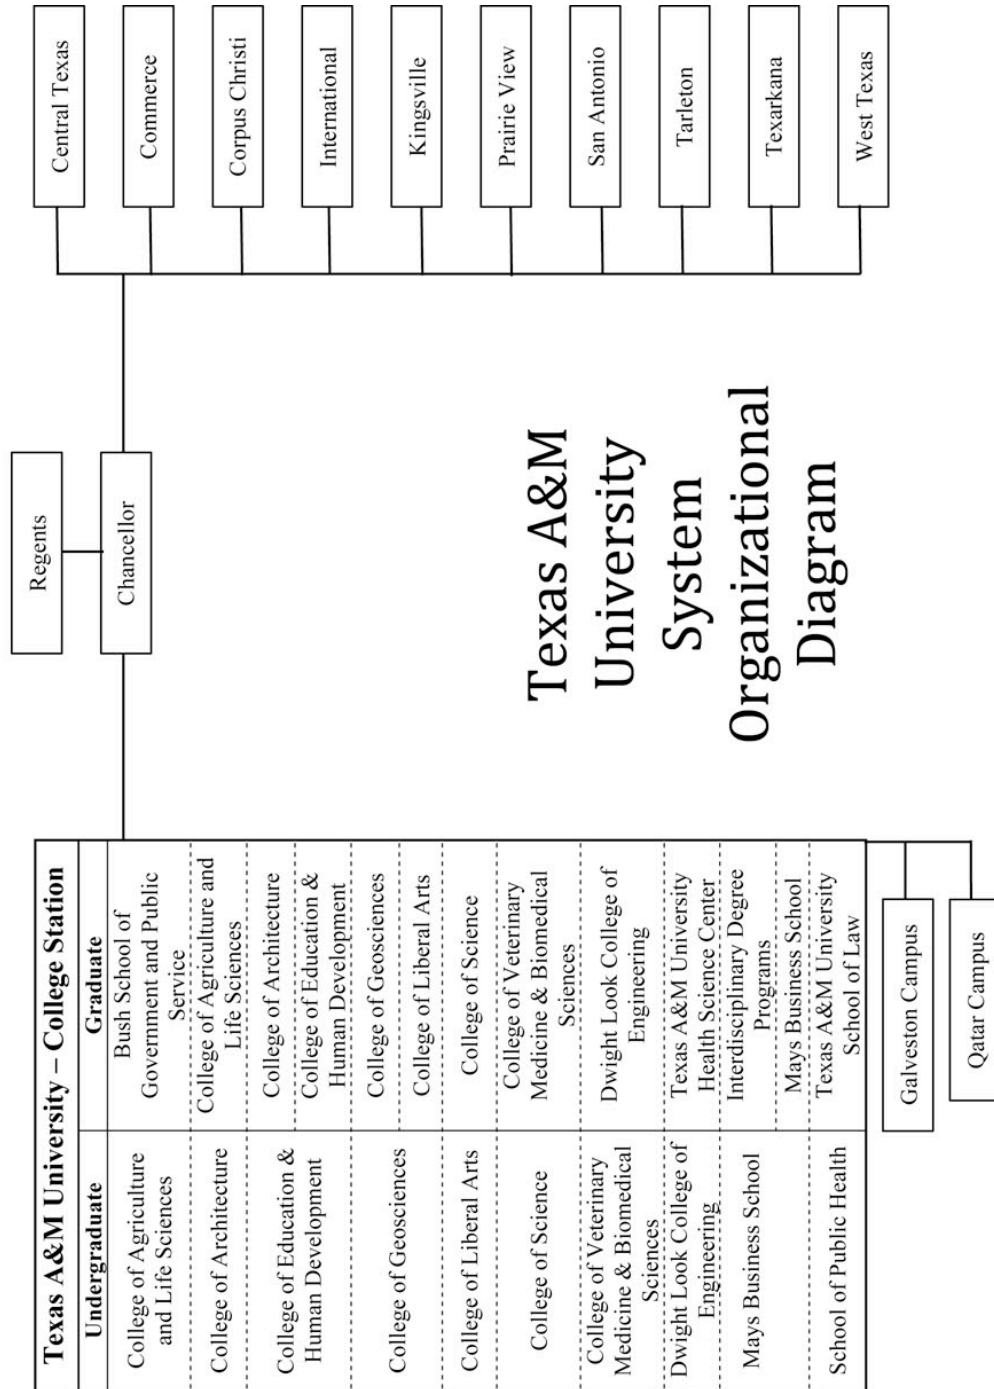 Texas A&M University – College Station
Undergraduate
Graduate
College of Agriculture
and Life Sciences
College of Architecture
College of Education &
Human Development
College of Geosciences
College of Liberal Arts
College of Science
College of Veterinary
Medicine & Biomedical
Sciences
Dwight Look College of
Engineering
Mays Business School
School of Public Health
Bush School of
Government and Public
Service
College of Agriculture and
Life Sciences
College of Architecture
College of Education &
Human Development
College of Geosciences
College of Liberal Arts
College of Science
College of Veterinary
Medicine & Biomedical
Sciences
Dwight Look College of
Engineering
Texas A&M University
Health Science Center
Interdisciplinary Degree
Programs
Mays Business School
Texas A&M University
School of Law
Galveston Campus
Qatar Campus
Regents
Chancellor
Texas A&M
University
System
Organizational
Diagram
Central Texas
Commerce
Corpus Christi
International
Kingsville
Prairie View
San Antonio
Tarleton
Texarkana
West Texas